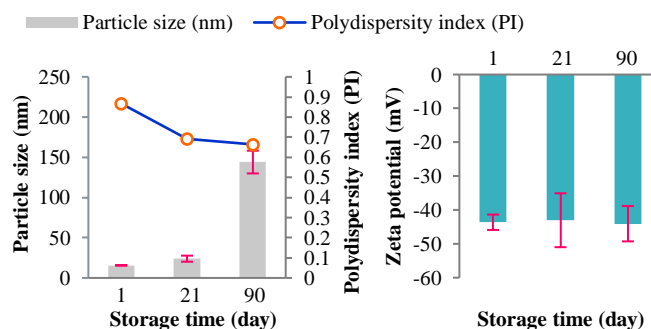 Particle size (nm)
Polydispersity index (PI)
250
200
150
100
50
0
Particle size (nm)
1
0.9
0.8
0.7
0.6
0.5
0.4
0.3
0.2
0.1
0
Polydispersity index (PI)
1 21 90
Storage time (day)
1 21 90
0
-10
-20
-30
-40
-50
-60
Zeta potential (mV)
Storage time (day)